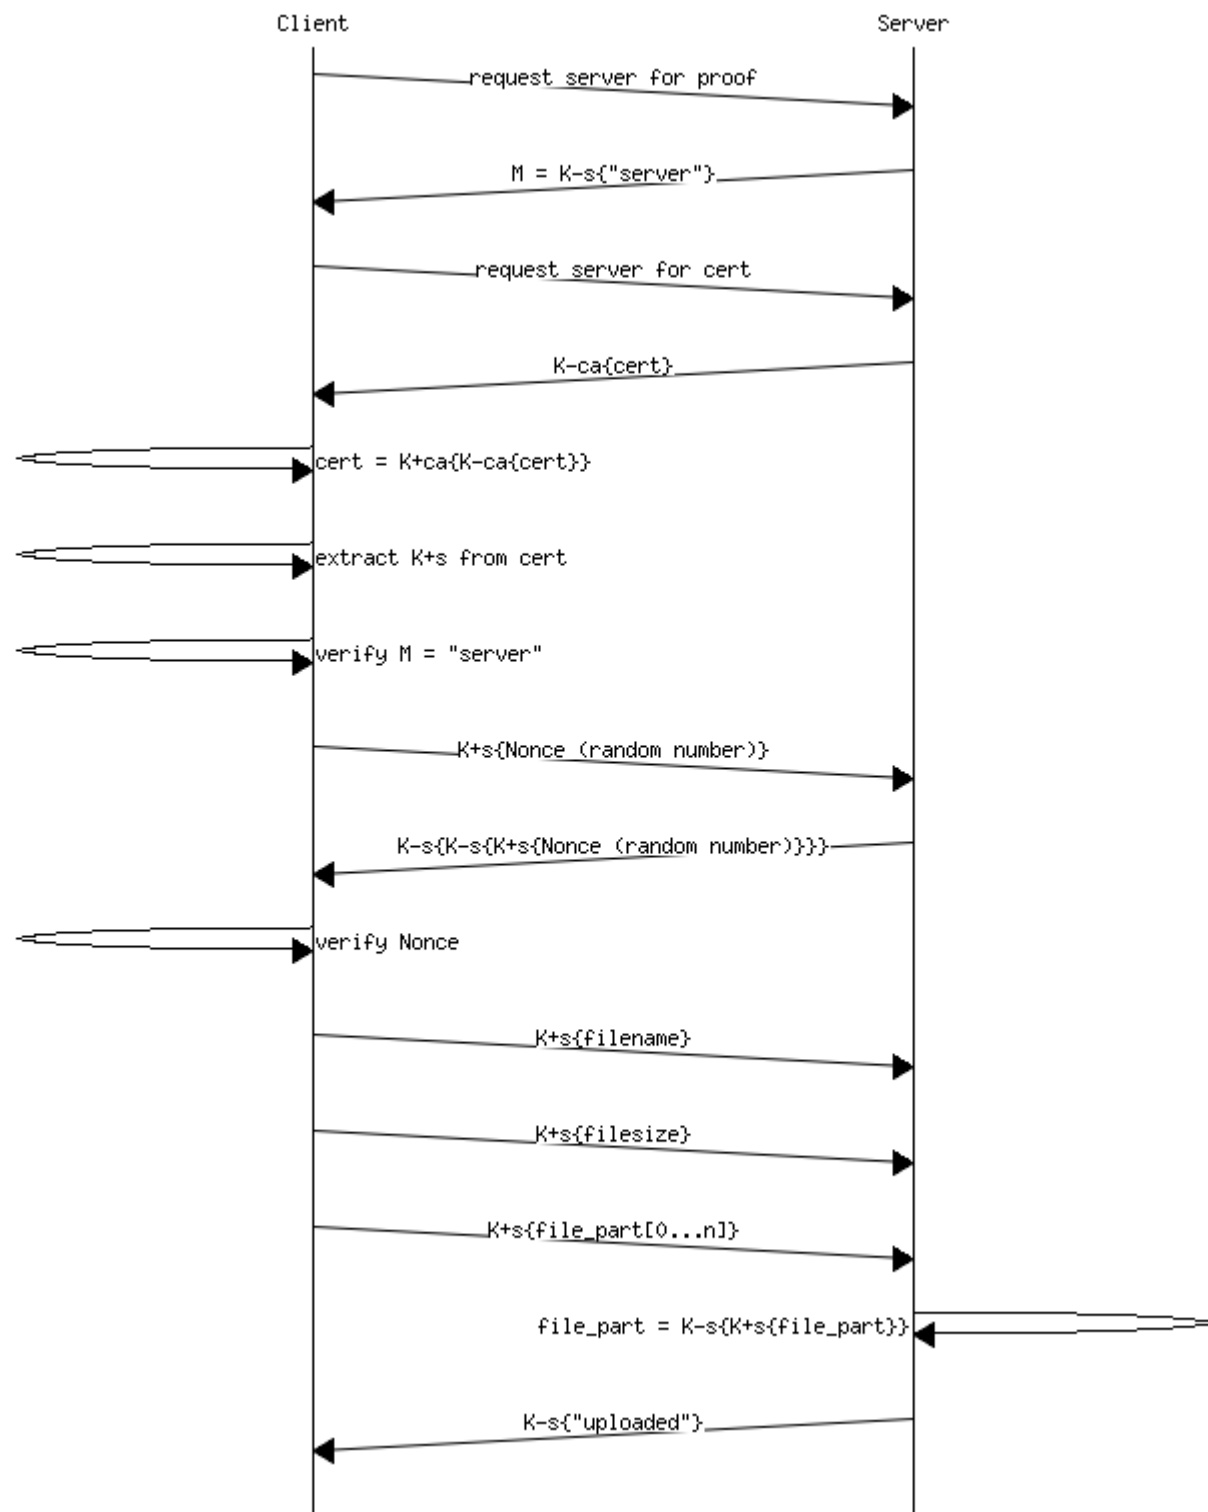 Client Server
request server for proof
M = K-s{"server"}
request server for cert
K-ca{cert}
cert = K+ca{K-ca{cert}}
extract K+s from cert
verify M = "server"
K+s{Nonce (random number)}
K-s{K-s{K+s{Nonce (random number)}}}
verify Nonce
K+s{filename}
K+s{filesize}
K+s{file_part[0...n]}
file_part = K-s{K+s{file_part}}
K-s{"uploaded"}